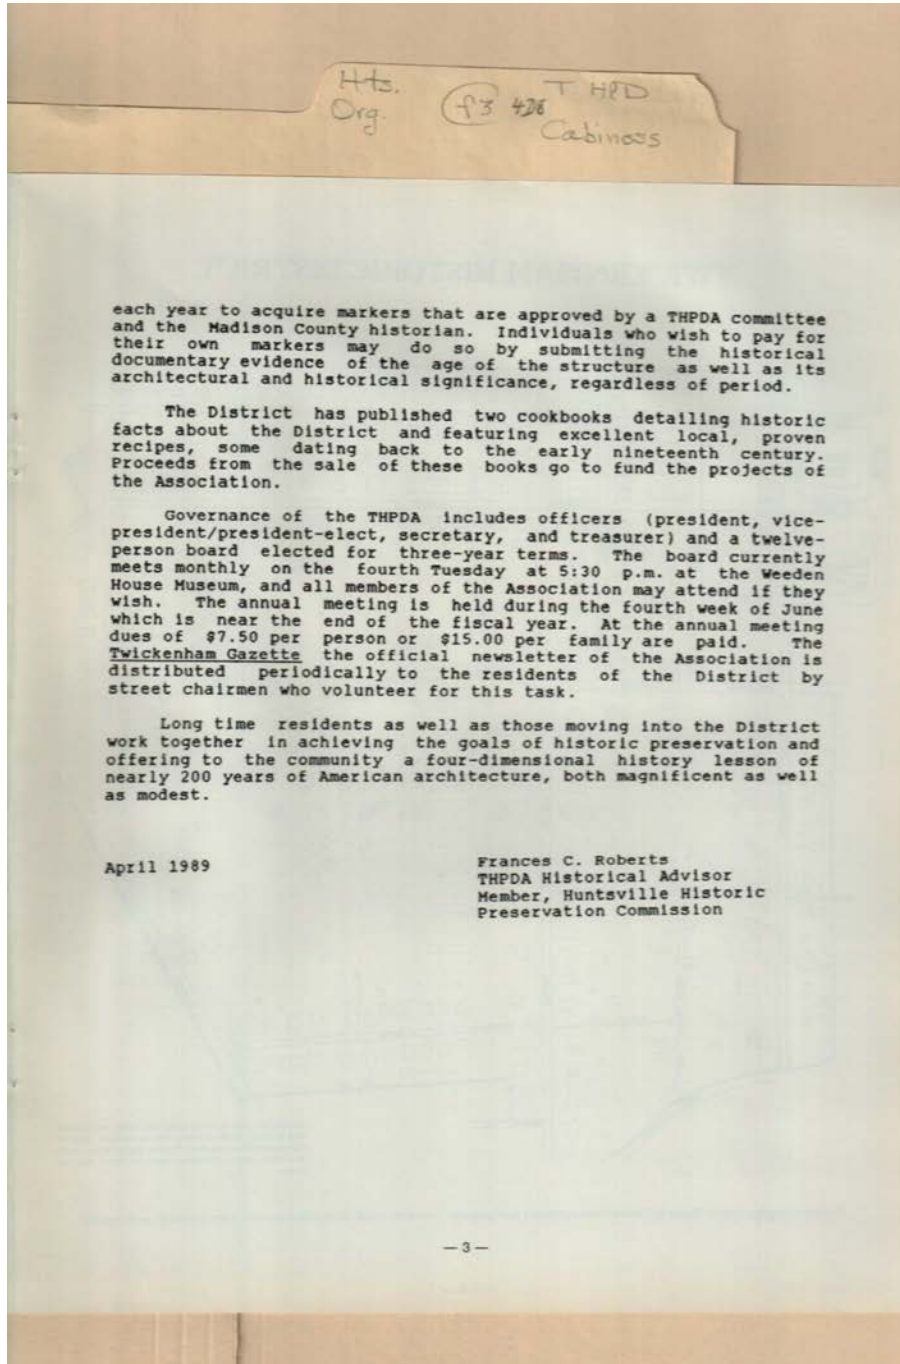 Hts. THPD
Org. f3 426
Cabiness
each year to acquire markers that are approved by a THPDA committee
and the Madison County historian. Individuals who wish to pay for
their own markers may do so by submitting the historical
documentary evidence of the age of the structure as well as its
architectural and historical significance, regardless of period.
The District has published two cookbooks detailing historic
facts about the District and featuring excellent local, proven
recipes, some dating back to the early nineteenth century.
Proceeds from the sale of these books go to fund the projects of
the Association.
Governance of the THPDA includes officers (president, vice-
president/president-elect, secretary, and treasurer) and a twelve-
person board elected for three-year terms. The board currently
meets monthly on the fourth Tuesday at 5:30 p.m. at the Weeden
House Museum, and all members of the Association may attend if they
wish. The annual meeting is held during the fourth week of June
which is near the end of the fiscal year. At the annual meeting
dues of $7.50 per person or $15.00 per family are paid. The
Twickenham Gazette the official newsletter of the Association is
distributed periodically to the residents of the District by
street chairmen who volunteer for this task.
Long time residents as well as those moving into the District
work together in achieving the goals of historic preservation and
offering to the community a four-dimensional history lesson of
nearly 200 years of American architecture, both magnificent as well
as modest.
April 1989 Frances C. Roberts
THPDA Historical Advisor
Member, Huntsville Historic
Preservation Commission
—3—